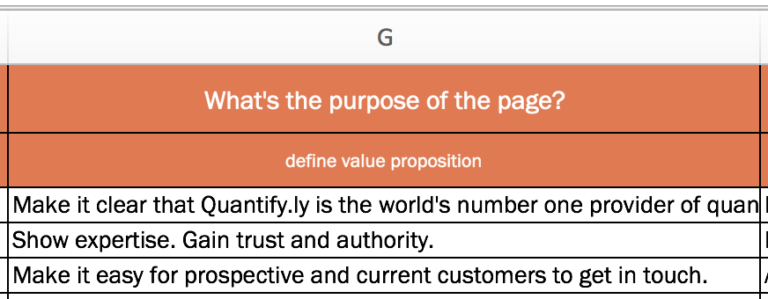 G
What's the purpose of the page?
define value proposition
Make it clear that Quantify.ly is the world's number one provider of quan
Show expertise. Gain trust and authority.
Make it easy for prospective and current customers to get in touch.